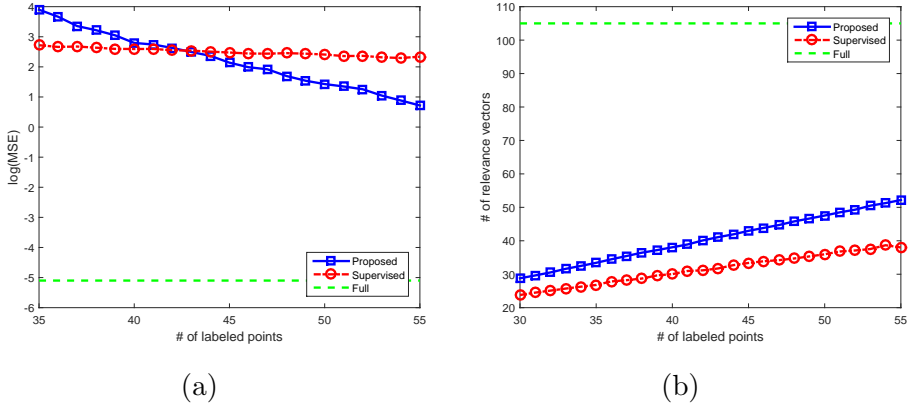 4
3
2
1
0
1
2
3
4
-5
-6
log(MSE)
Proposed
Supervised
Full
35 40 45 50 55
# of labeled points
(a)
110
100
90
80
70
60
50
40
30
20
10
# of relevance vectors
Proposed
Supervised
Full
30 35 40 45 50 55
# of labeled points
(b)